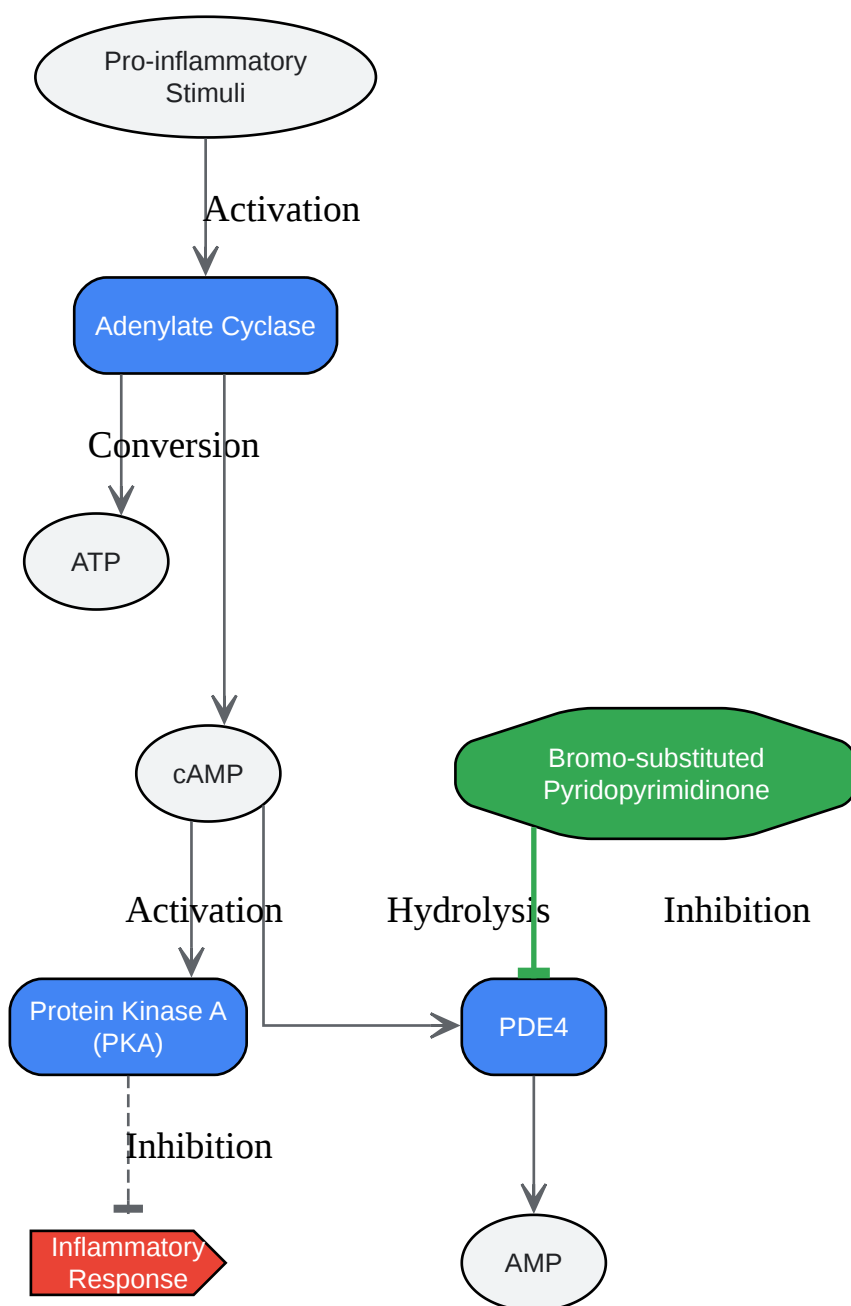 Pro-inflammatory
Stimuli
Activation
Adenylate Cyclase
Conversion
ATP
cAMP
Bromo-substituted
Pyridopyrimidinone
Activation
Hydrolysis
Inhibition
Protein Kinase A
(PKA)
PDE4
Inhibition
Inflammatory
Response
AMP